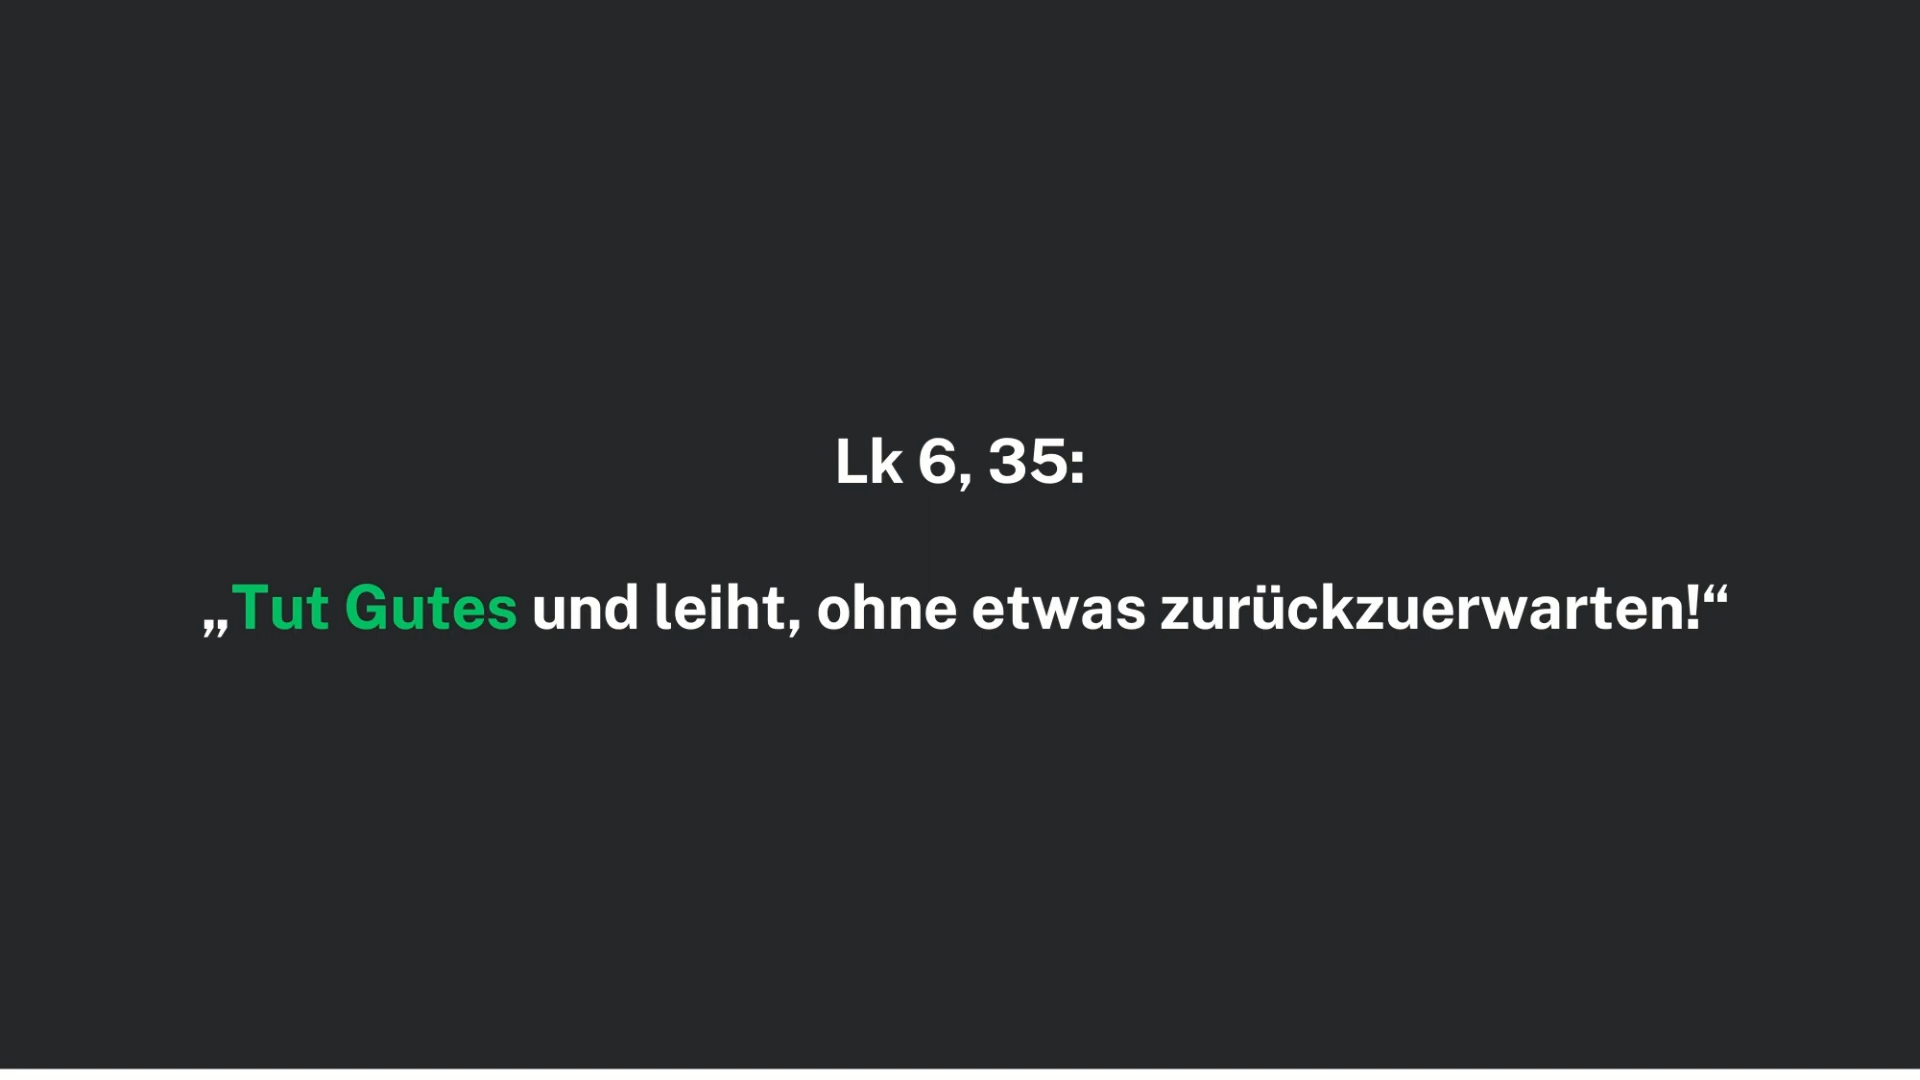 Lk 6, 35:
„Tut Gutes und leiht, ohne etwas zurückzuerwarten!“